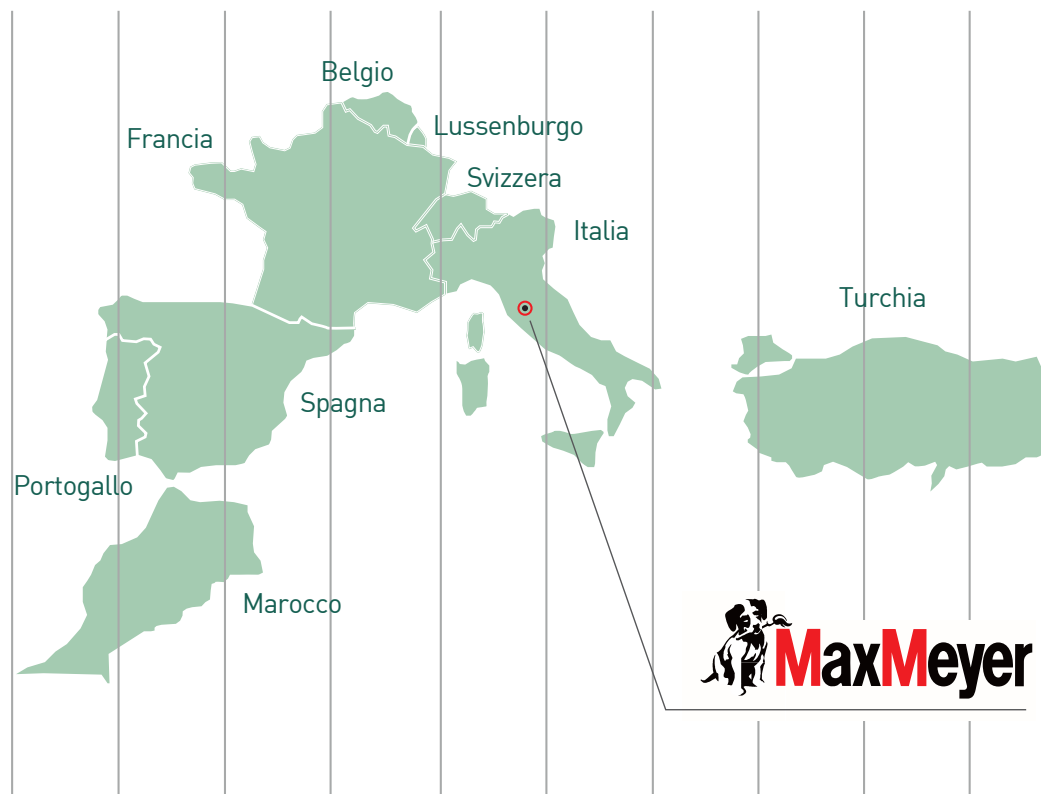 Belgio
Lussenburgo
Francia
Svizzera
Italia
Turchia
Spagna
Portogallo
Marocco
MaxMeyer